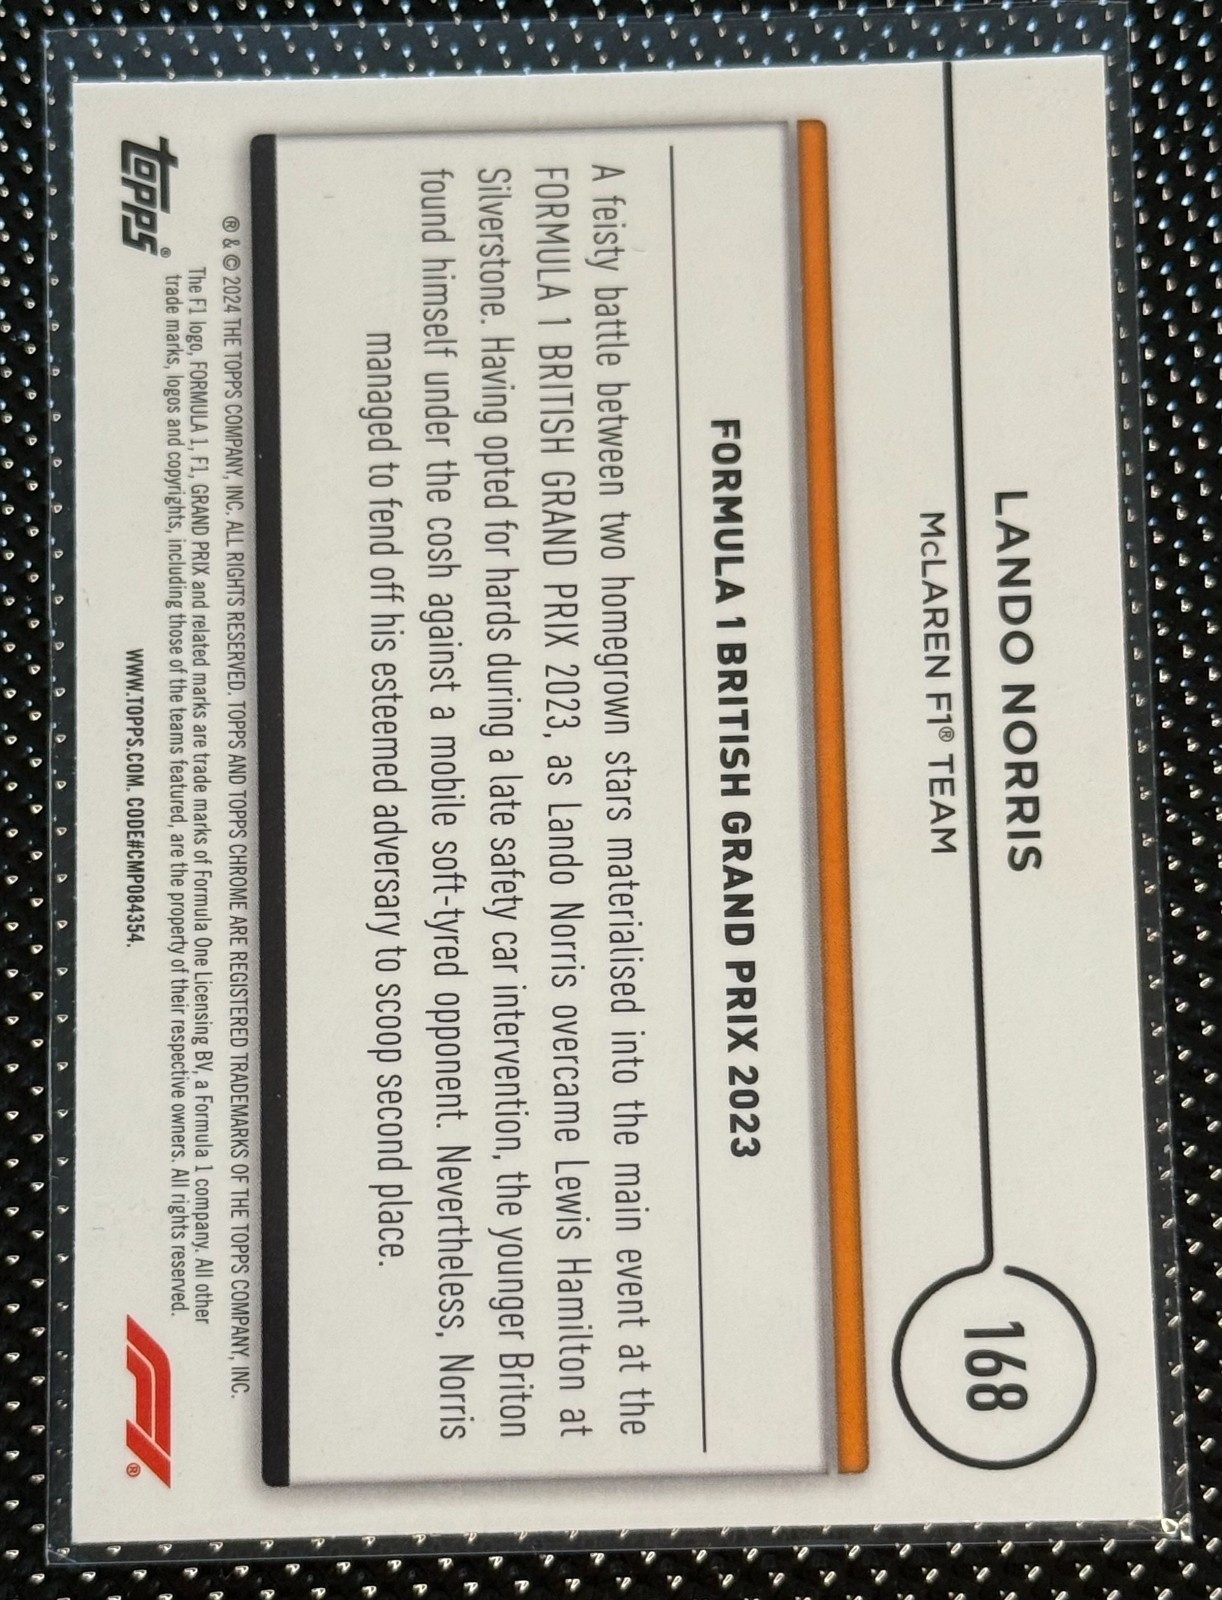 LANDO NORRIS
McLAREN F1® TEAM
168
FORMULA 1 BRITISH GRAND PRIX 2023
A feisty battle between two homegrown stars materialised into the main event at the
FORMULA 1 BRITISH GRAND PRIX 2023, as Lando Norris overcame Lewis Hamilton at
Silverstone. Having opted for hards during a late safety car intervention, the younger Briton
found himself under the cosh against a mobile soft-tyred opponent. Nevertheless, Norris
managed to fend off his esteemed adversary to scoop second place.
® & © 2024 THE TOPPS COMPANY, INC. ALL RIGHTS RESERVED. TOPPS AND TOPPS CHROME ARE REGISTERED TRADEMARKS OF THE TOPPS COMPANY, INC.
The F1 logo, FORMULA 1, F1, GRAND PRIX and related marks are trade marks of Formula One Licensing BV, a Formula 1 company. All other
trade marks, logos and copyrights, including those of the teams featured, are the property of their respective owners. All rights reserved.
topps®
WWW.TOPPS.COM. CODE#CMP084354.
F1®